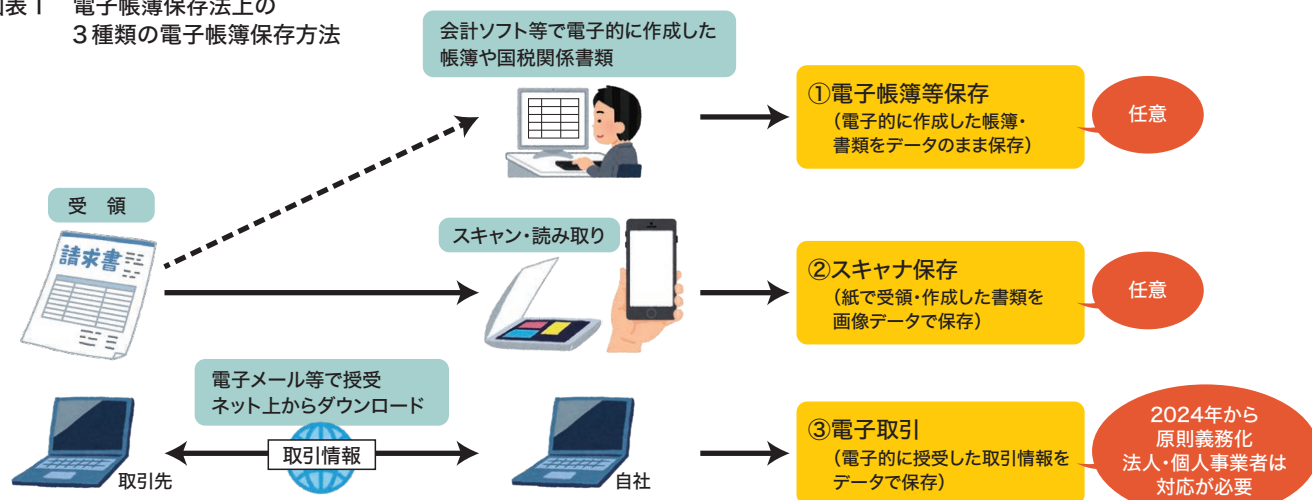 図表1 電子帳簿保存法上の
3種類の電子帳簿保存方法
会計ソフト等で電子的に作成した
帳簿や国税関係書類
①電子帳簿等保存
(電子的に作成した帳簿・
書類をデータのまま保存)
任意
受 領
請求書
スキャン・読み取り
②スキャナ保存
(紙で受領・作成した書類を
画像データで保存)
任意
電子メール等で授受
ネット上からダウンロード
取引情報
取引先
自社
③電子取引
(電子的に授受した取引情報を
データで保存)
2024年から
原則義務化
法人・個人事業者は
対応が必要